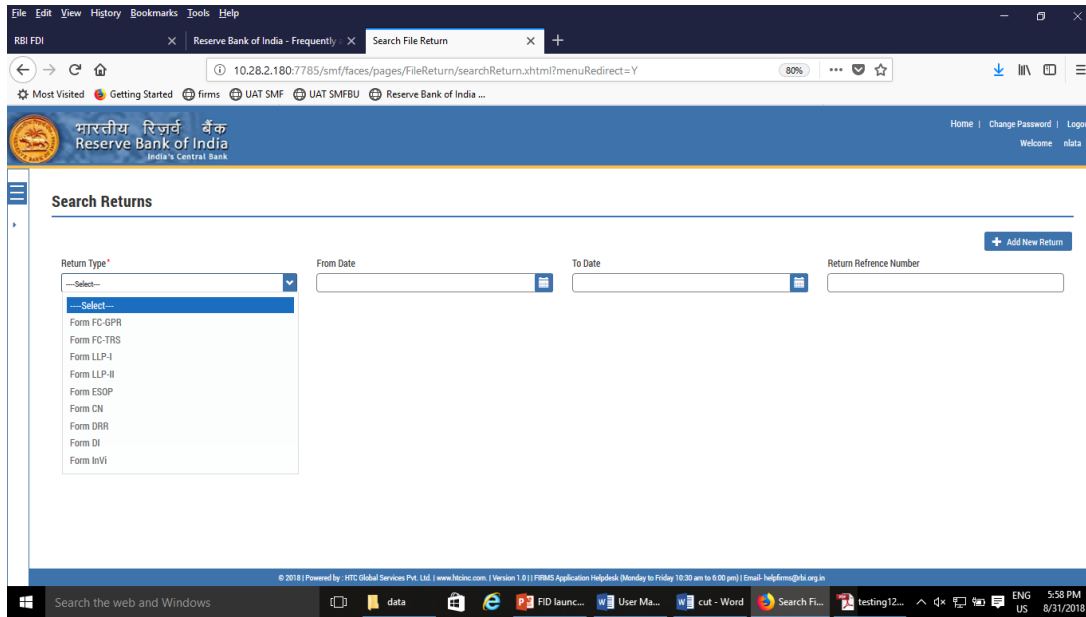 File Edit View History Bookmarks Tools Help
RBI FDI
Reserve Bank of India - Frequently
Search File Return
10.28.2.180:7785/smf/faces/pages/FileReturn/searchReturn.xhtml?menuRedirect=Y
80%
Most Visited Getting Started firms UAT SMF UAT SMFBU Reserve Bank of India ...
भारतीय रिज़र्व बैंक
Reserve Bank of India
India's Central Bank
Home | Change Password | Logou
Welcome nlata
Search Returns
Add New Return
Return Type* From Date To Date Return Refrence Number
----Select---
----Select---
Form FC-GPR
Form FC-TRS
Form LLP-I
Form LLP-II
Form ESOP
Form CN
Form DRR
Form DI
Form InVi
© 2018 | Powered by : HTC Global Services Pvt. Ltd. | www.htcinc.com. | Version 1.0 | | FIRMS Application Helpdesk (Monday to Friday 10:30 am to 6:00 pm) | Email- helpfirms@rbi.org.in
Search the web and Windows
data
FID launc...
User Ma...
cut - Word
Search Fi...
testing12...
ENG
US
5:58 PM
8/31/2018